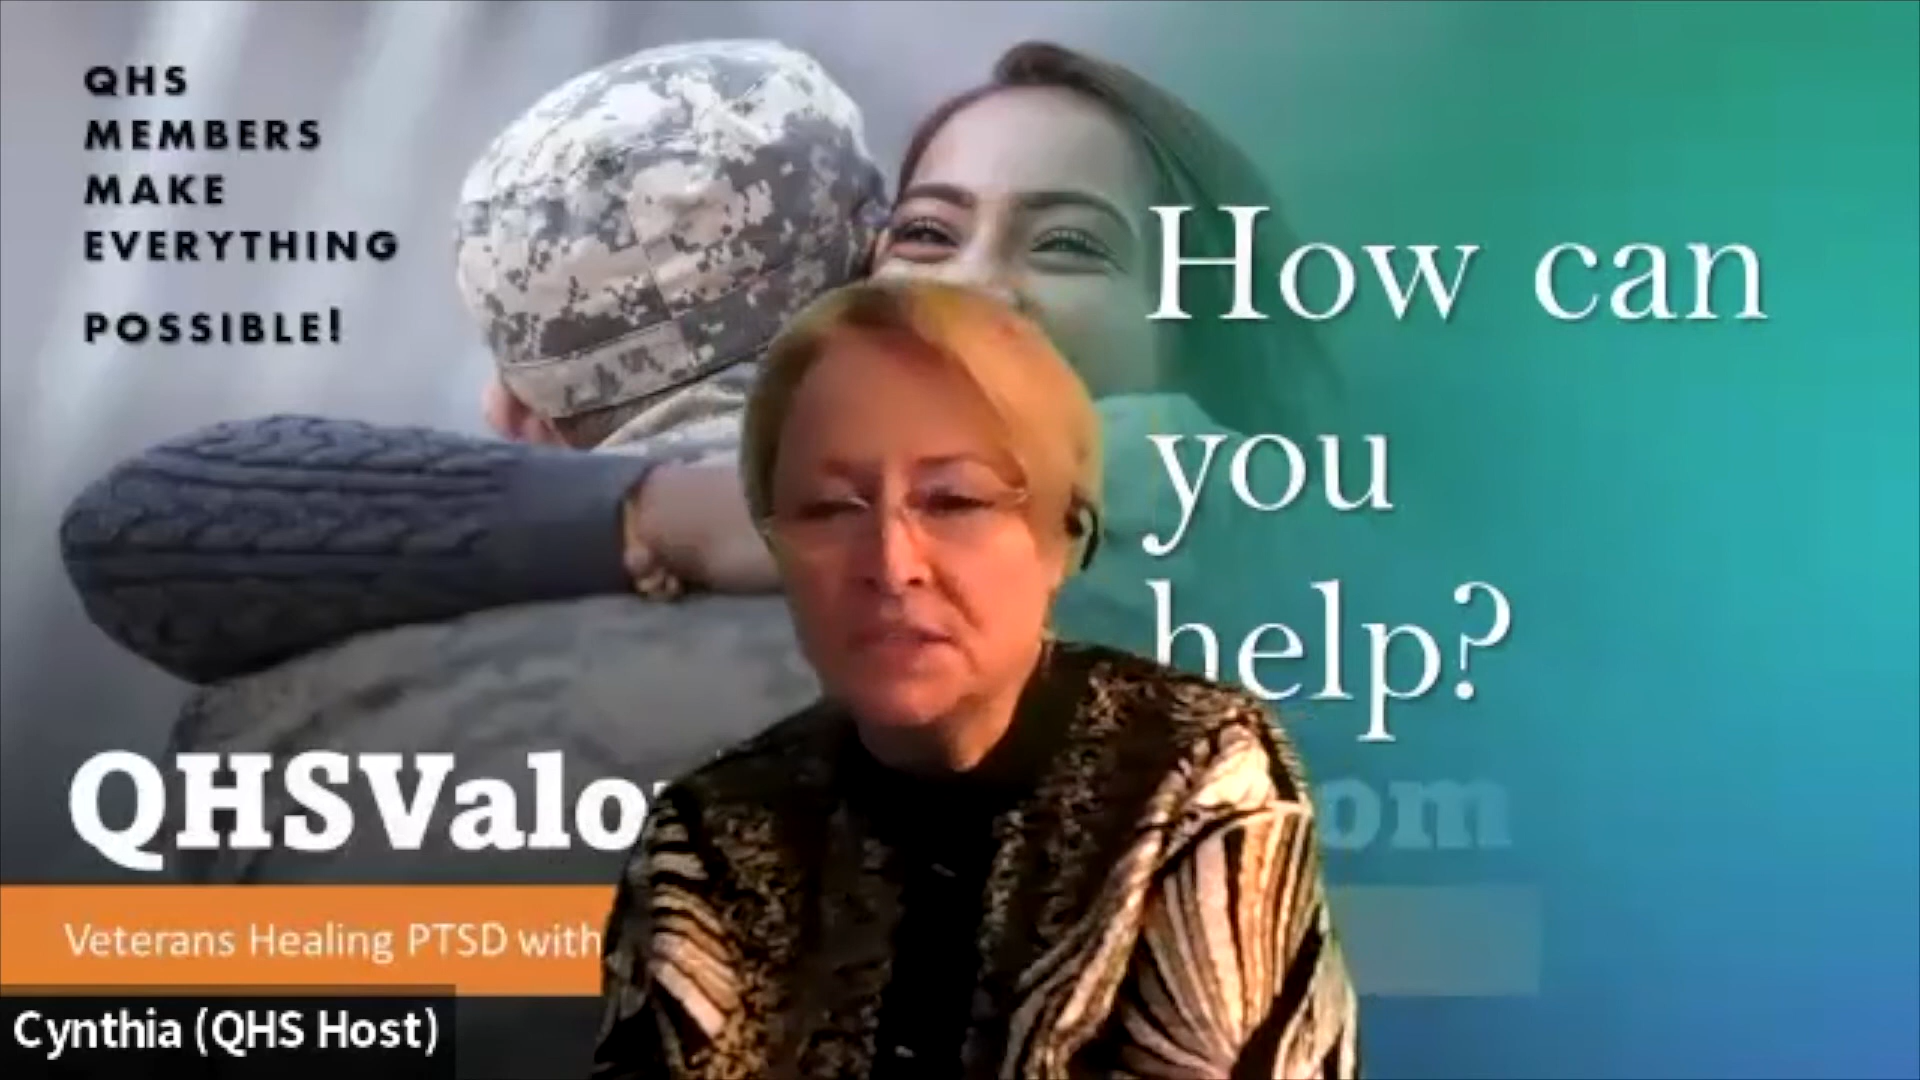 QHS
MEMBERS
MAKE
EVERYTHING
POSSIBLE!
How can
you
help?
QHSValo
om
Veterans Healing PTSD with
Cynthia (QHS Host)